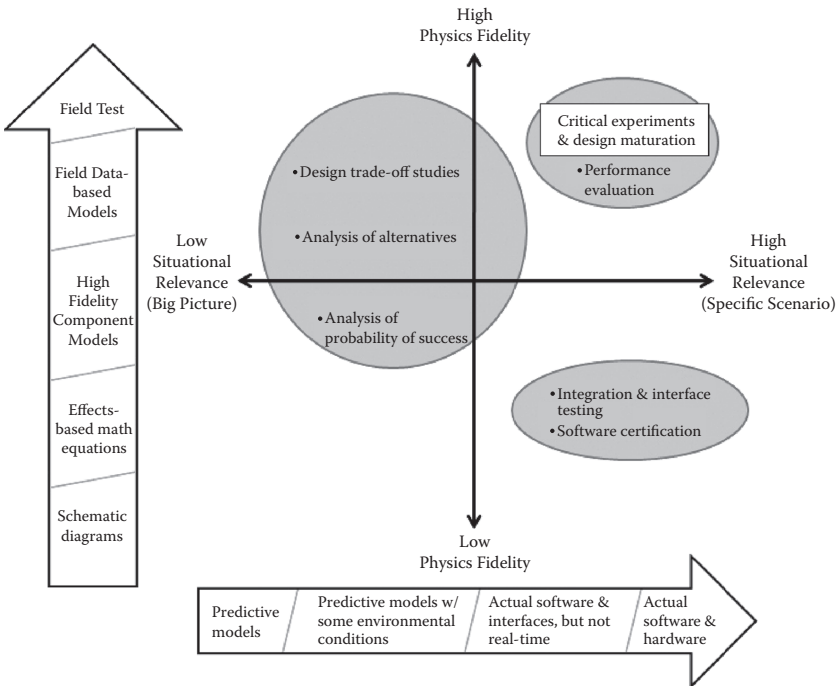 High
Physics Fidelity
Field Test
Field Data-
based
Models
High
Fidelity
Component
Models
Effects-
based math
equations
Schematic
diagrams
Low
Situational
Relevance
(Big Picture)
• Design trade-off studies
• Analysis of alternatives
• Analysis of
probability of success
Critical experiments
& design maturation
• Performance
evaluation
High
Situational
Relevance
(Specific Scenario)
• Integration & interface
testing
• Software certification
Low
Physics Fidelity
Predictive
models
Predictive models w/
some environmental
conditions
Actual software &
interfaces, but not
real-time
Actual
software &
hardware